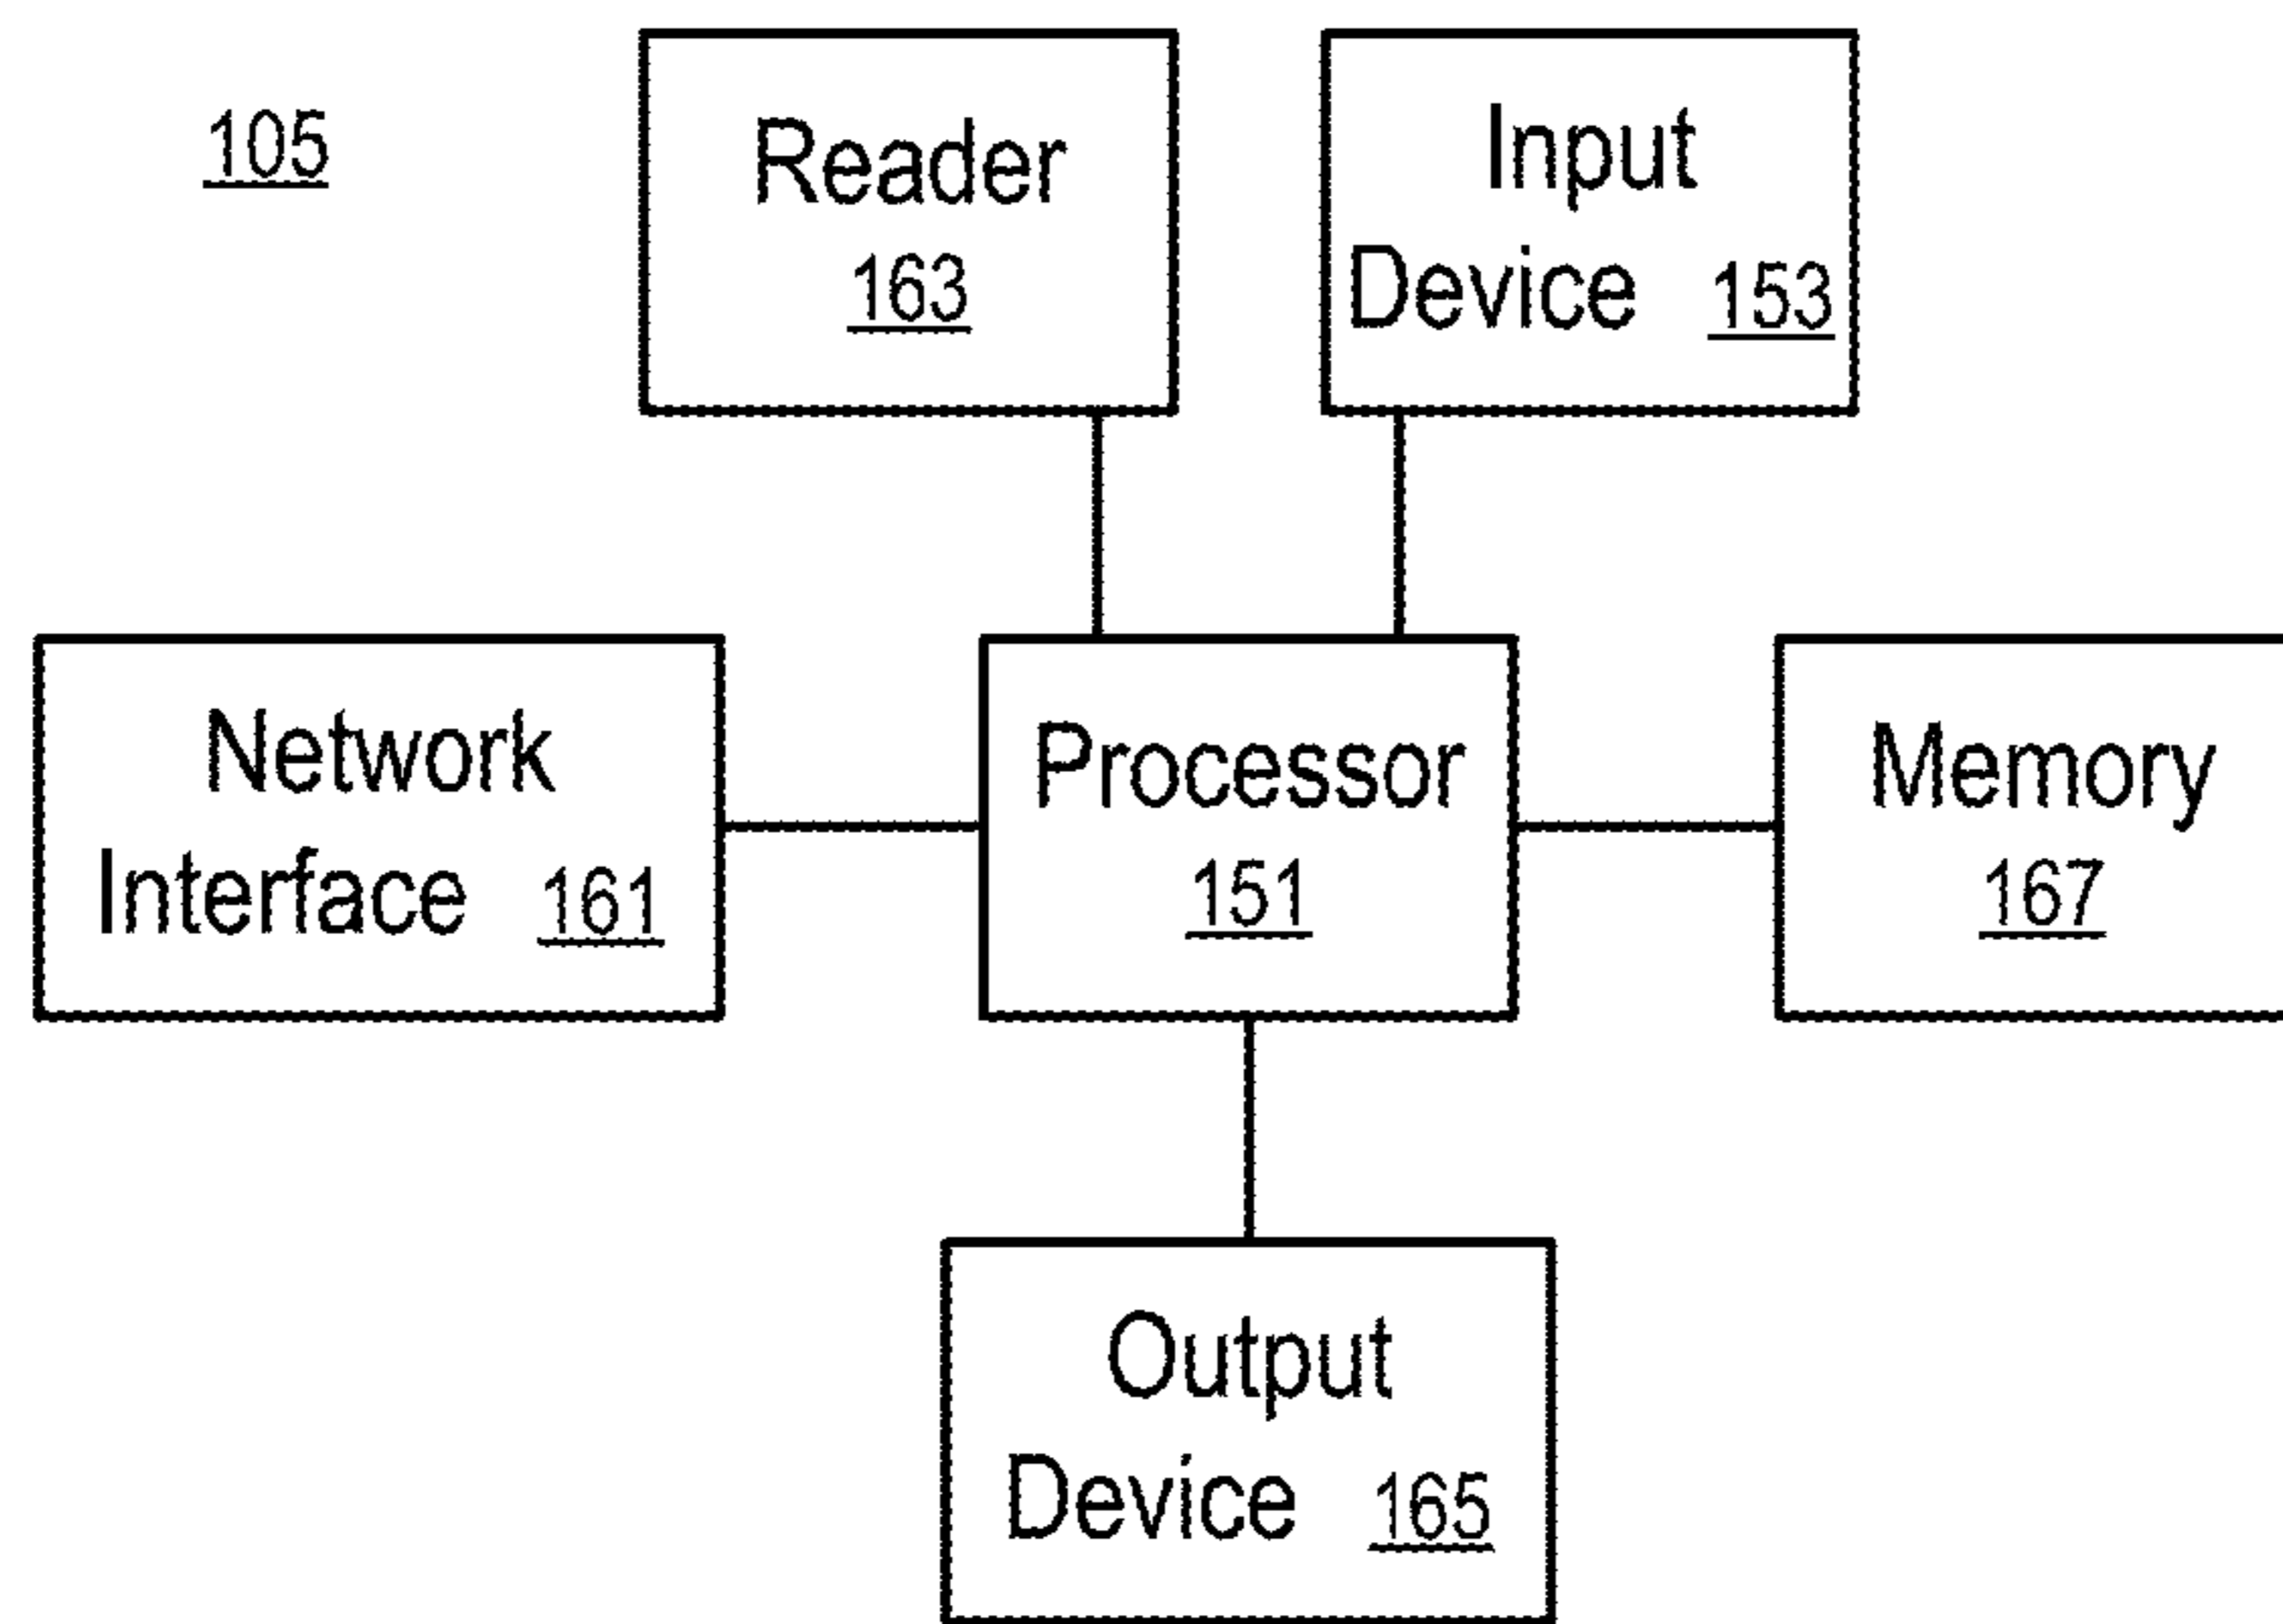 105
Reader
163
Input
Device 153
Network
Interface 161
Processor
151
Memory
167
Output
Device 165